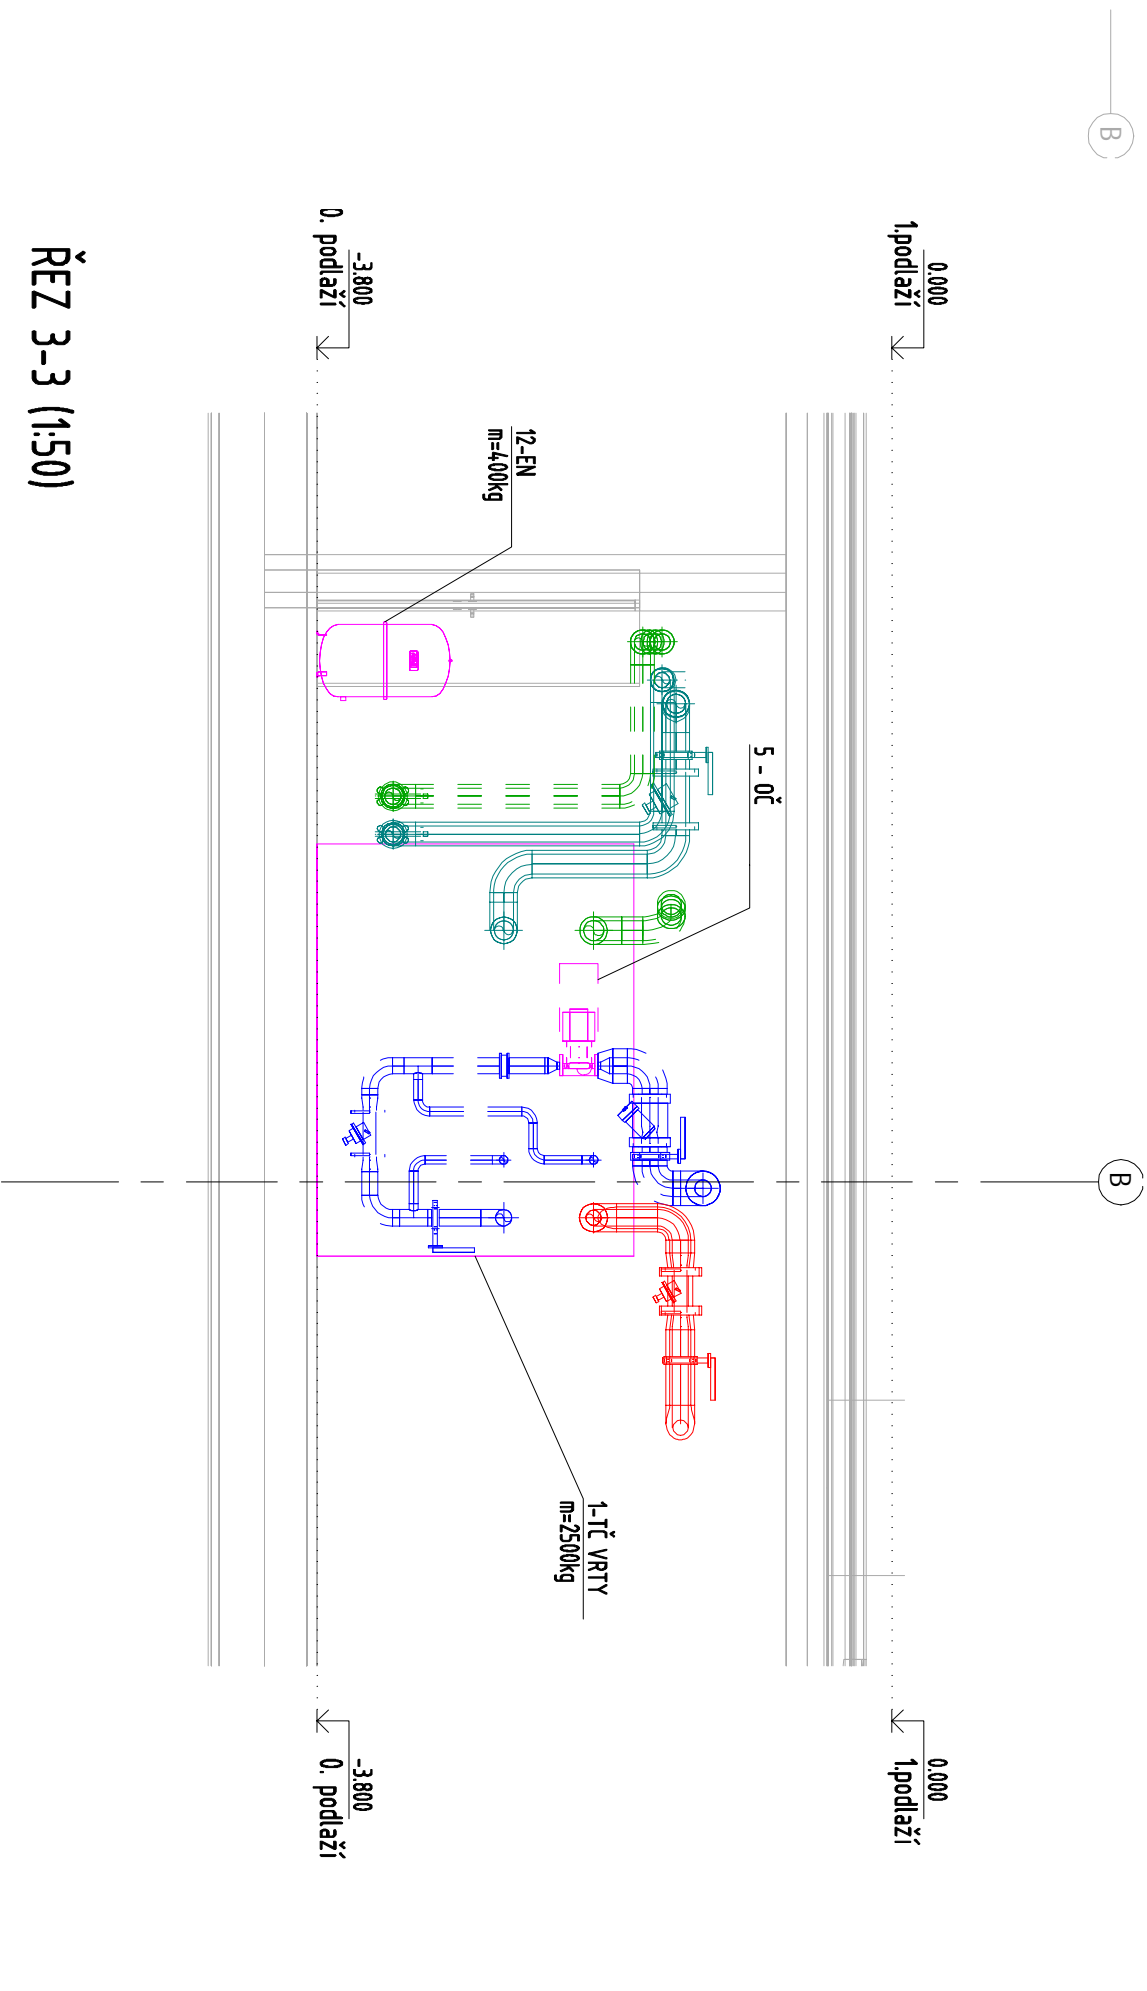 B
0.000
1.podlaží
-3.800
0. podlaží
ŘEZ 3-3 (1:50)
12-EN
m=400kg
5 - OČ
B
1-TČ VRTY
m=2500kg
0.000
1.podlaží
-3.800
0. podlaží